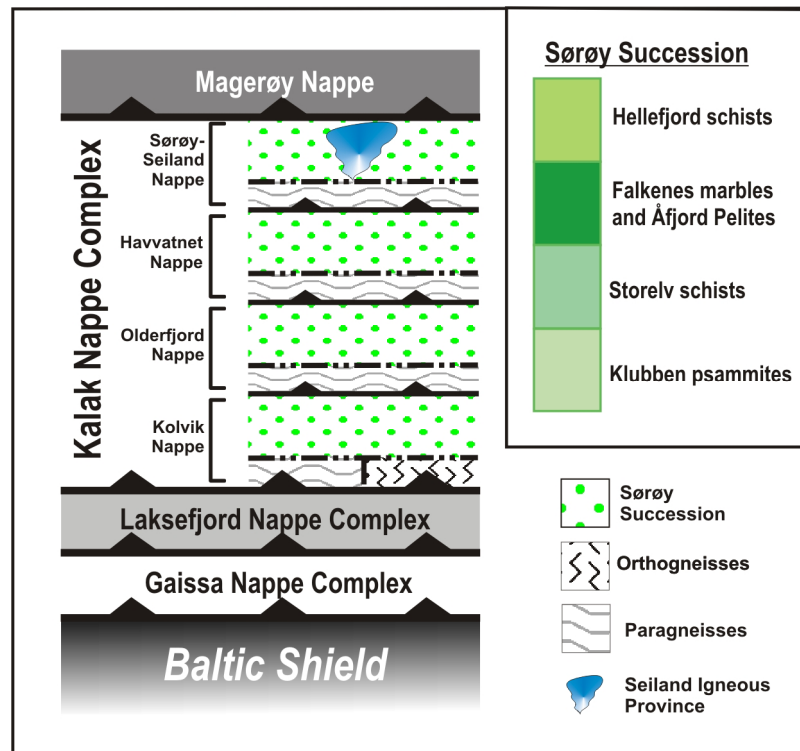 Magerøy Nappe
Kalak Nappe Complex
Sørøy-
Seiland
Nappe
Havvatnet
Nappe
Olderfjord
Nappe
Kolvik
Nappe
Laksefjord Nappe Complex
Gaissa Nappe Complex
Baltic Shield
Sørøy Succession
Hellefjord schists
Falkenes marbles
and Åfjord Pelites
Storelv schists
Klubben psammites
Sørøy
Succession
Orthogneisses
Paragneisses
Seiland Igneous
Province